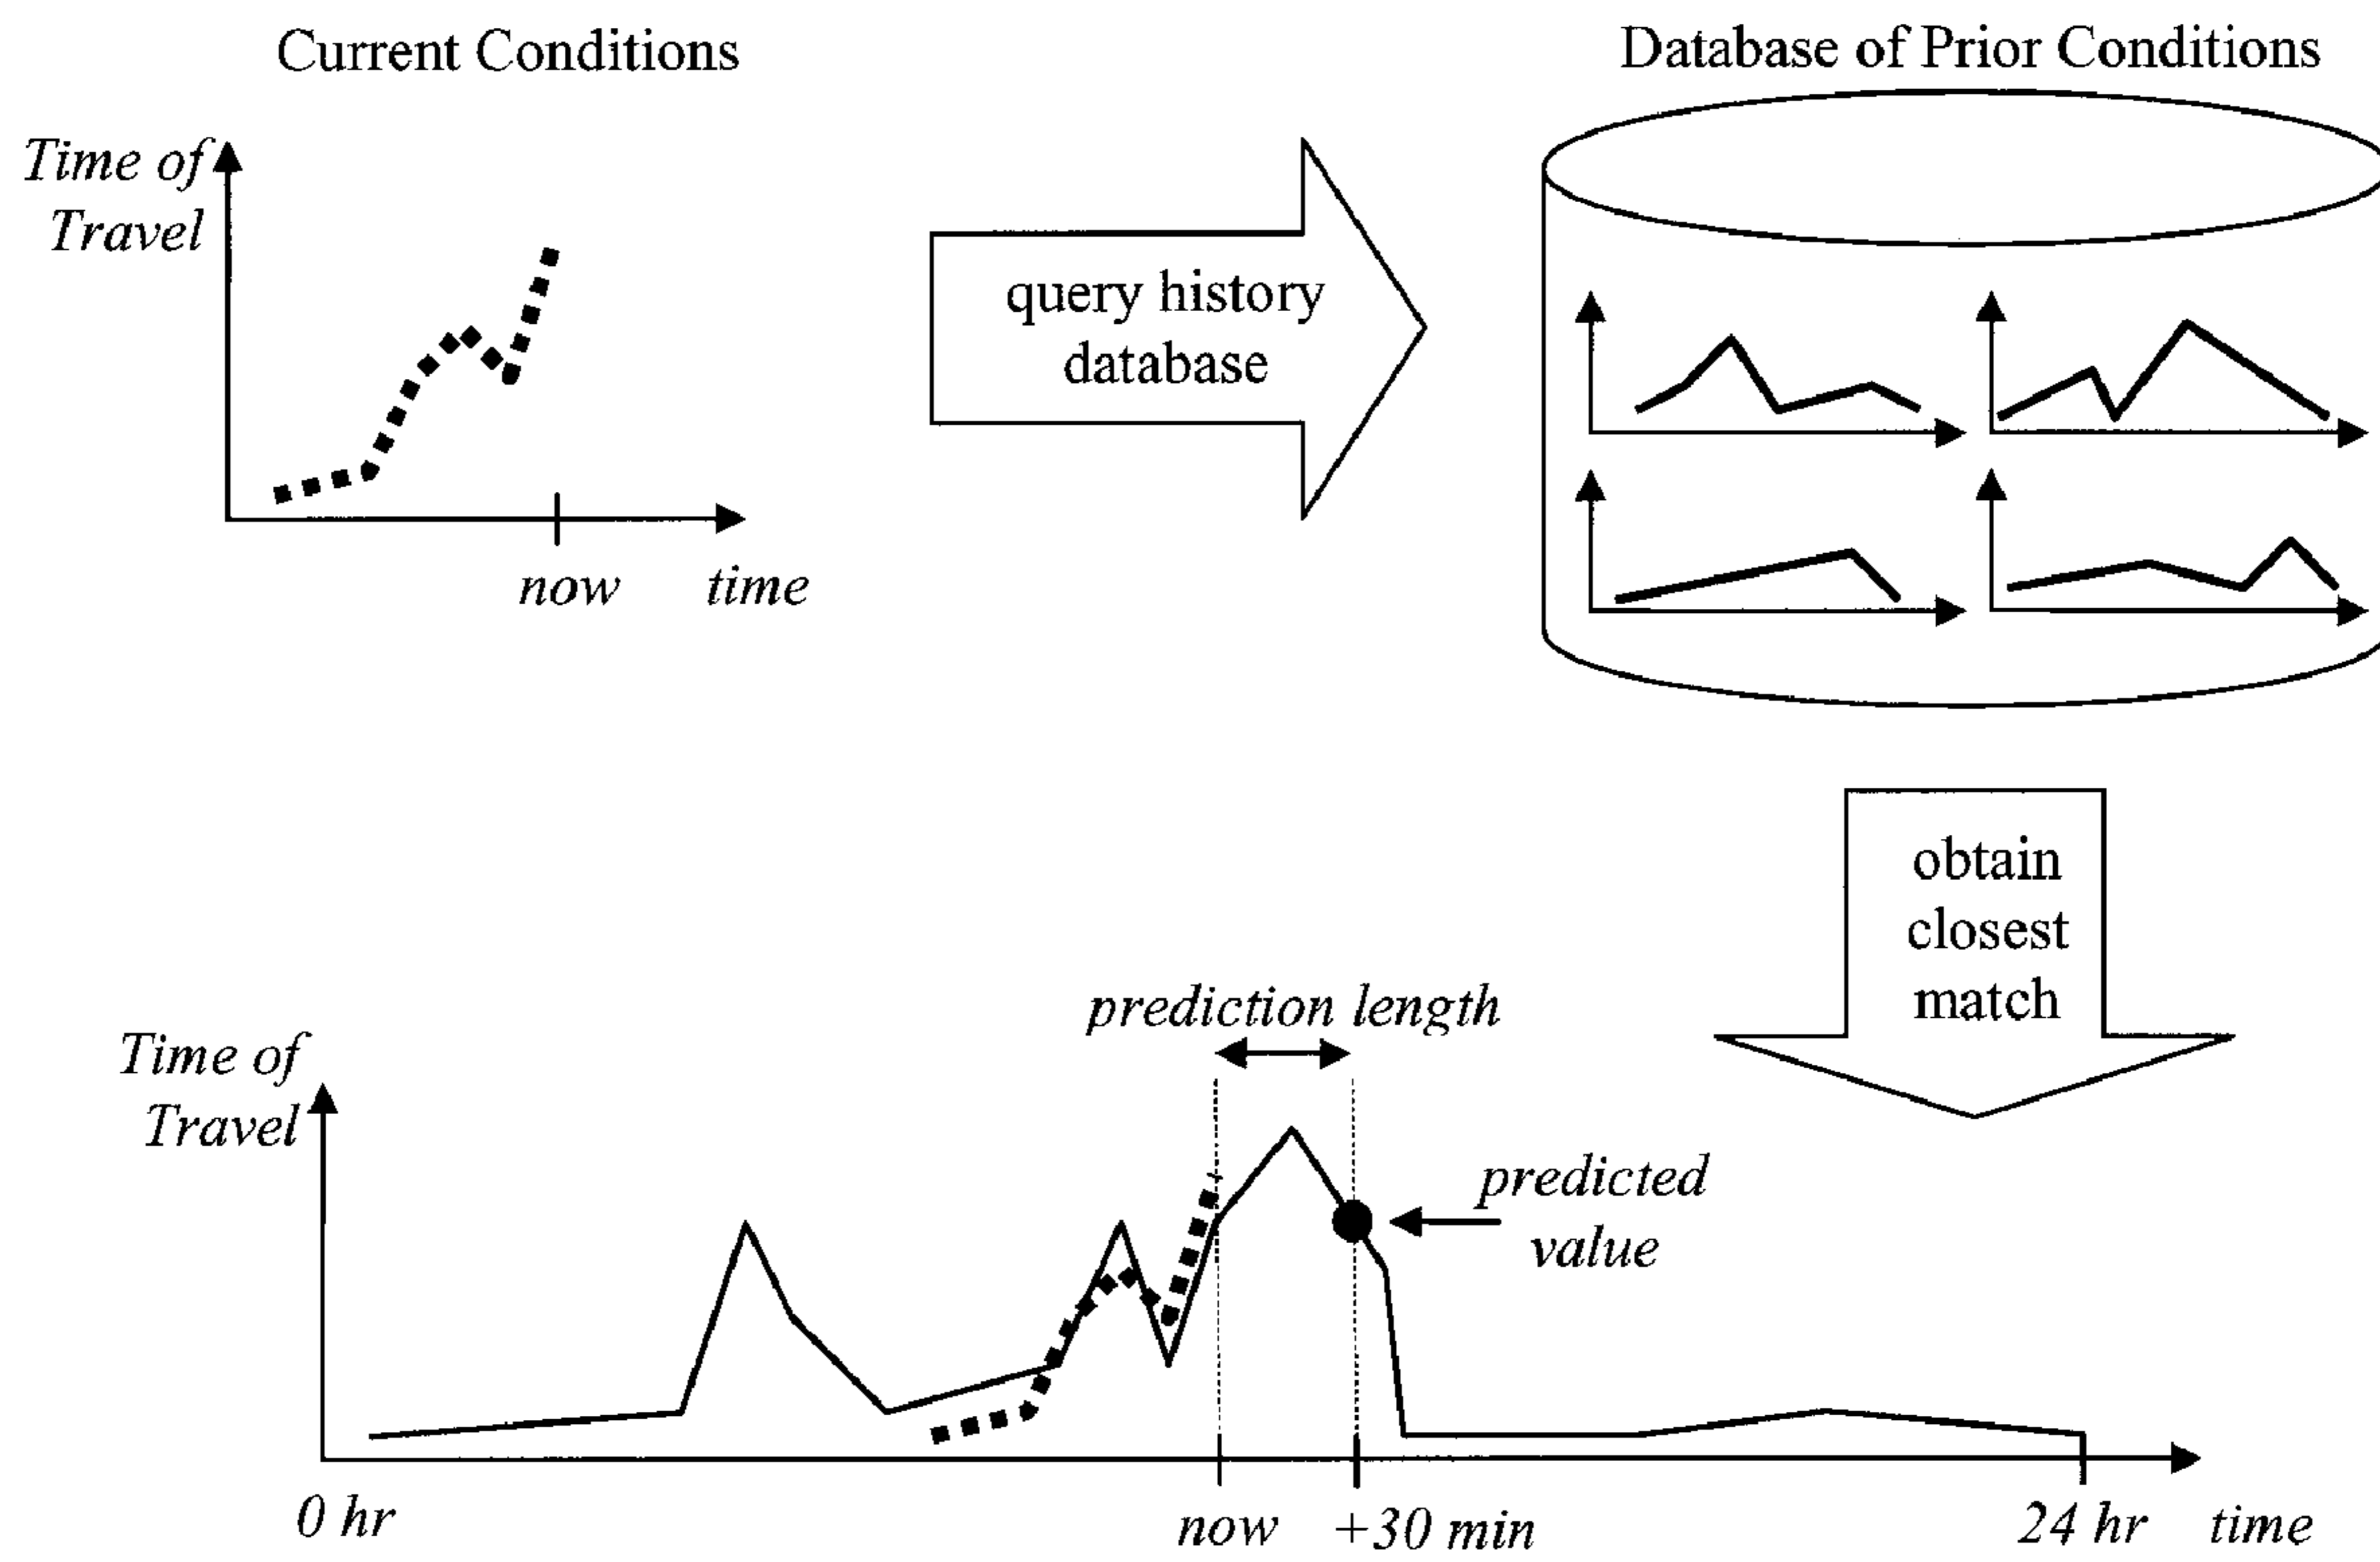 Current Conditions
Database of Prior Conditions
Time of
Travel
query history
database
now
time
obtain
closest
match
prediction length
Time of
Travel
predicted
value
0 hr
now
+30 min
24 hr
time